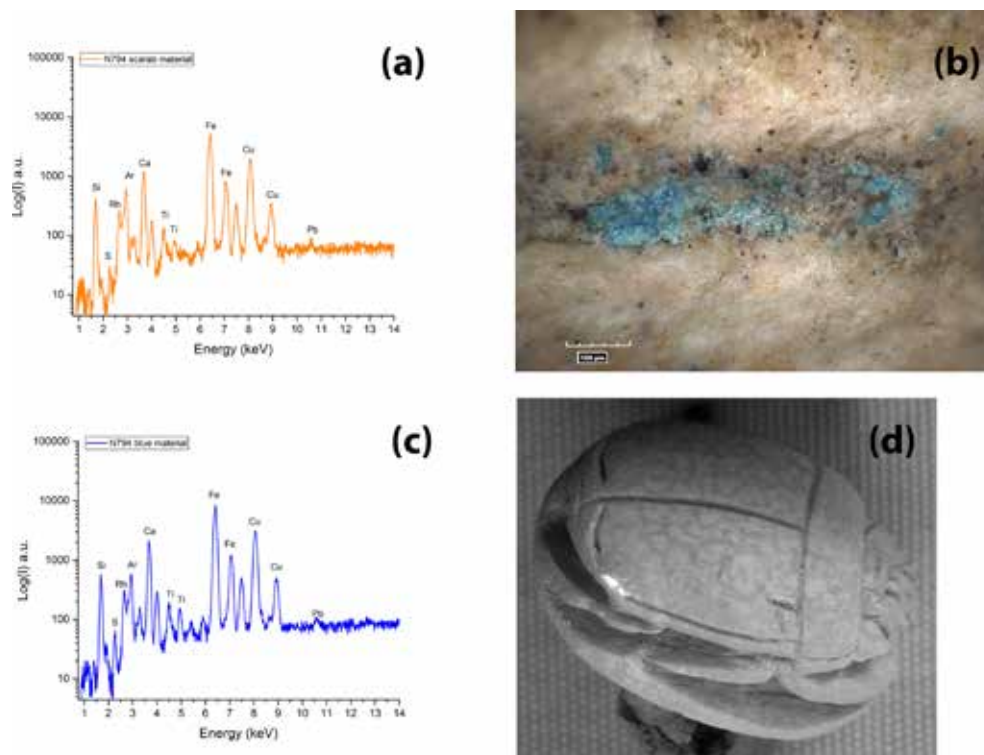 (a)
N794 scarab material
100000
10000
1000
100
10
Log(I) a.u.
Si
S
Rh
Ar
Ca
Ti
Ti
Fe
Fe
Cu
Cu
Pb
1 2 3 4 5 6 7 8 9 10 11 12 13 14
Energy (keV)
(b)
(c)
N794 blue material
100000
10000
1000
100
10
Log(I) a.u.
Si
S
Rh
Ar
Ca
Ti
Ti
Fe
Fe
Cu
Cu
Pb
1 2 3 4 5 6 7 8 9 10 11 12 13 14
Energy (keV)
(d)